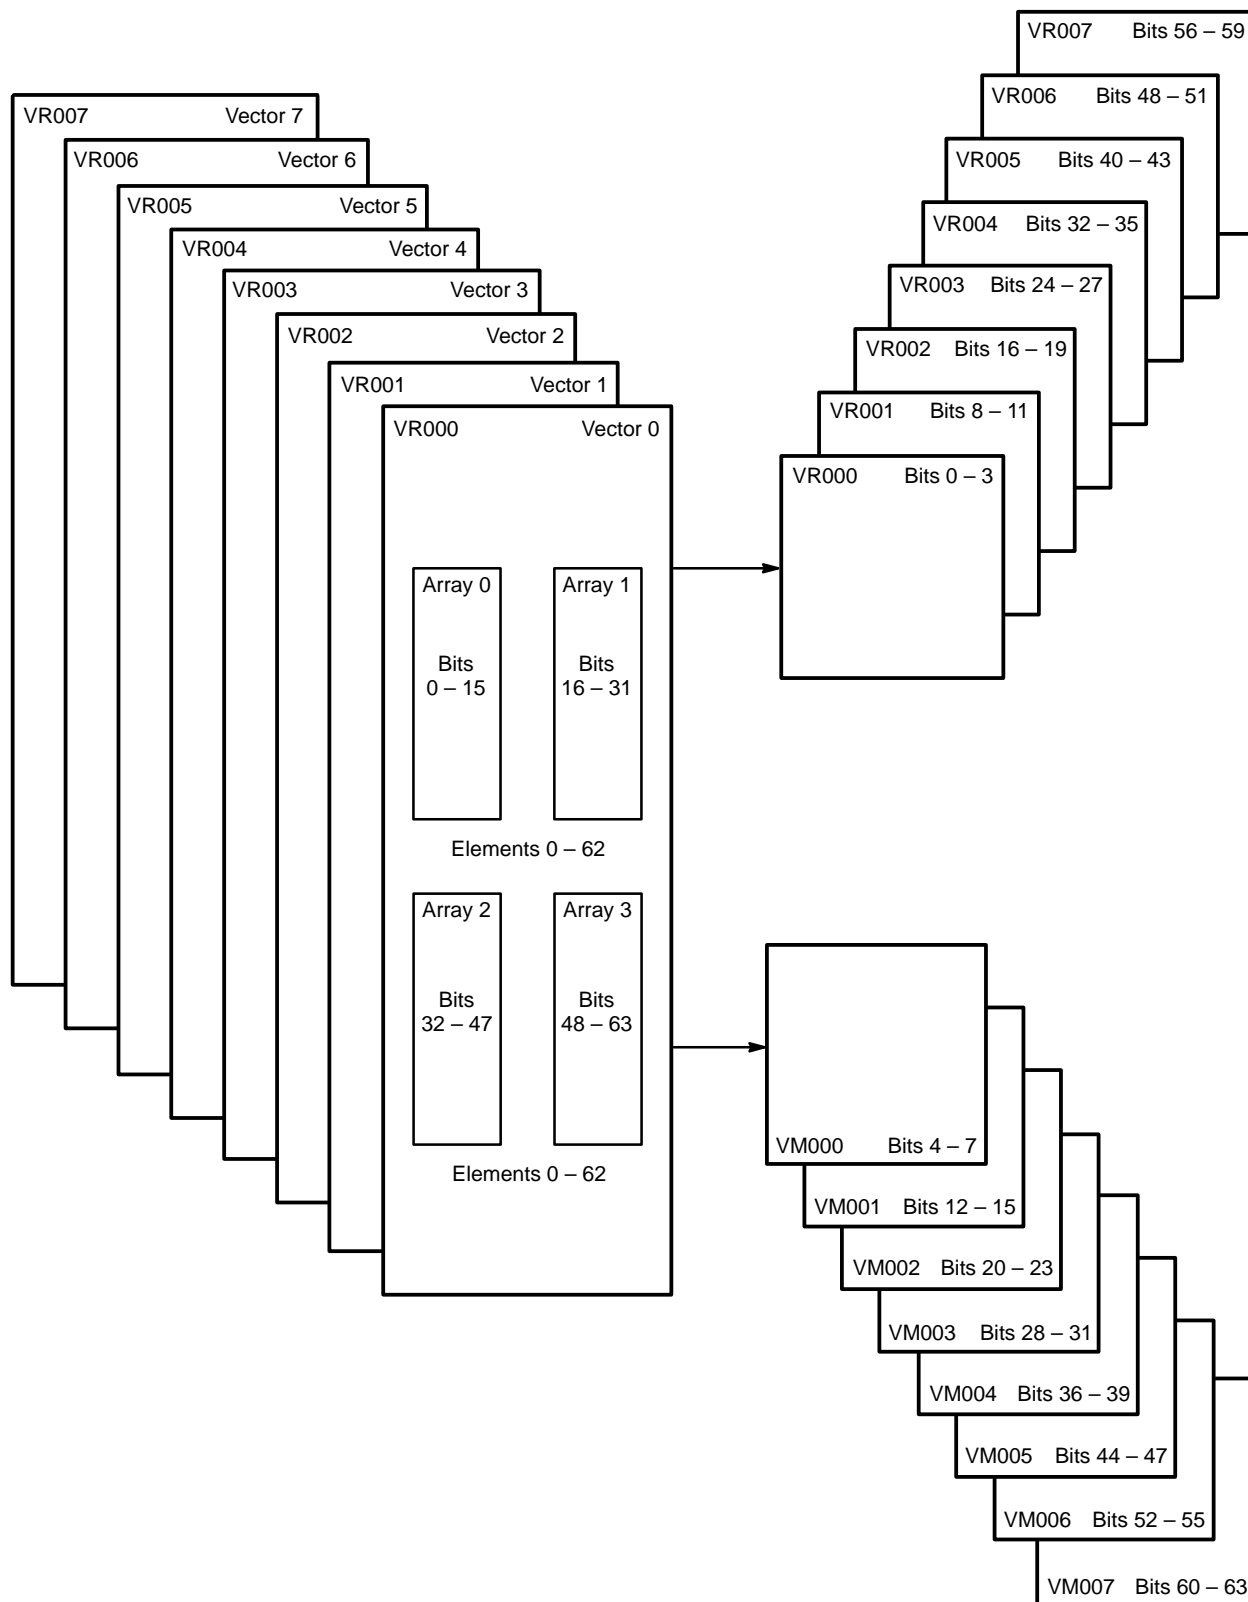 VR007 Vector 7
VR006 Vector 6
VR005 Vector 5
VR004 Vector 4
VR003 Vector 3
VR002 Vector 2
VR001 Vector 1
VR000 Vector 0
Array 0
Bits
0 – 15
Array 1
Bits
16 – 31
Elements 0 – 62
Array 2
Bits
32 – 47
Array 3
Bits
48 – 63
Elements 0 – 62
VR007 Bits 56 – 59
VR006 Bits 48 – 51
VR005 Bits 40 – 43
VR004 Bits 32 – 35
VR003 Bits 24 – 27
VR002 Bits 16 – 19
VR001 Bits 8 – 11
VR000 Bits 0 – 3
VM000 Bits 4 – 7
VM001 Bits 12 – 15
VM002 Bits 20 – 23
VM003 Bits 28 – 31
VM004 Bits 36 – 39
VM005 Bits 44 – 47
VM006 Bits 52 – 55
VM007 Bits 60 – 63